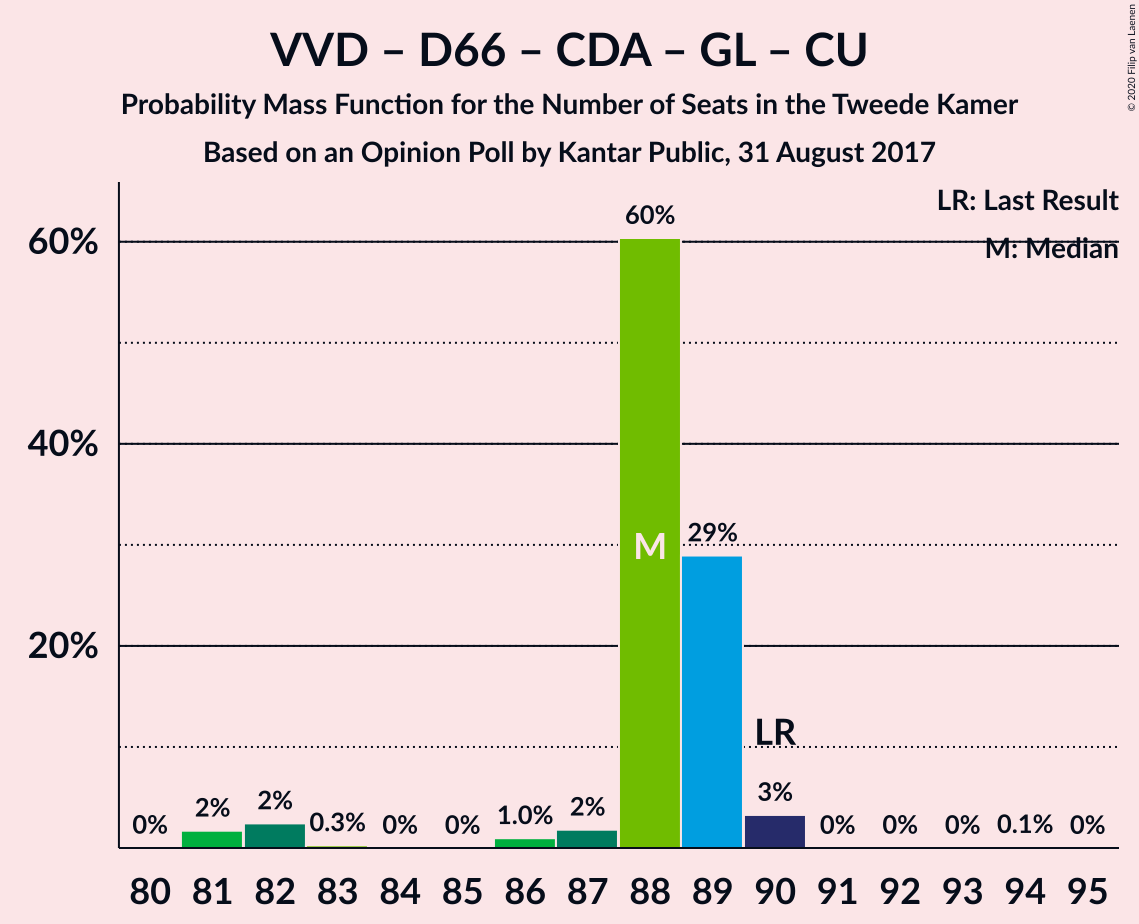 VVD – D66 – CDA – GL – CU
Probability Mass Function for the Number of Seats in the Tweede Kamer
Based on an Opinion Poll by Kantar Public, 31 August 2017
© 2020 Filip van Laenen
LR: Last Result
M: Median
60%
40%
20%
0% 2% 2% 0.3% 0% 0% 1.0% 2% 60% 29% 3% 0% 0% 0% 0.1% 0%
M
LR
80 81 82 83 84 85 86 87 88 89 90 91 92 93 94 95